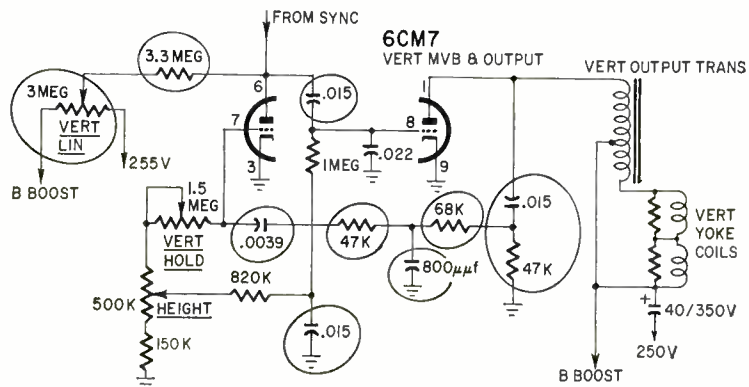 FROM SYNC
6CM7
VERT MVB & OUTPUT
VERT OUTPUT TRANS
3.3 MEG
3MEG
VERT
LIN
255V
B BOOST
6
7
3
.015
1MEG
.022
1
8
9
1.5
MEG
VERT
HOLD
.0039
47K
68K
800μμf
.015
47K
VERT
YOKE
COILS
820K
500K
HEIGHT
150K
.015
+
40/350V
250V
B BOOST